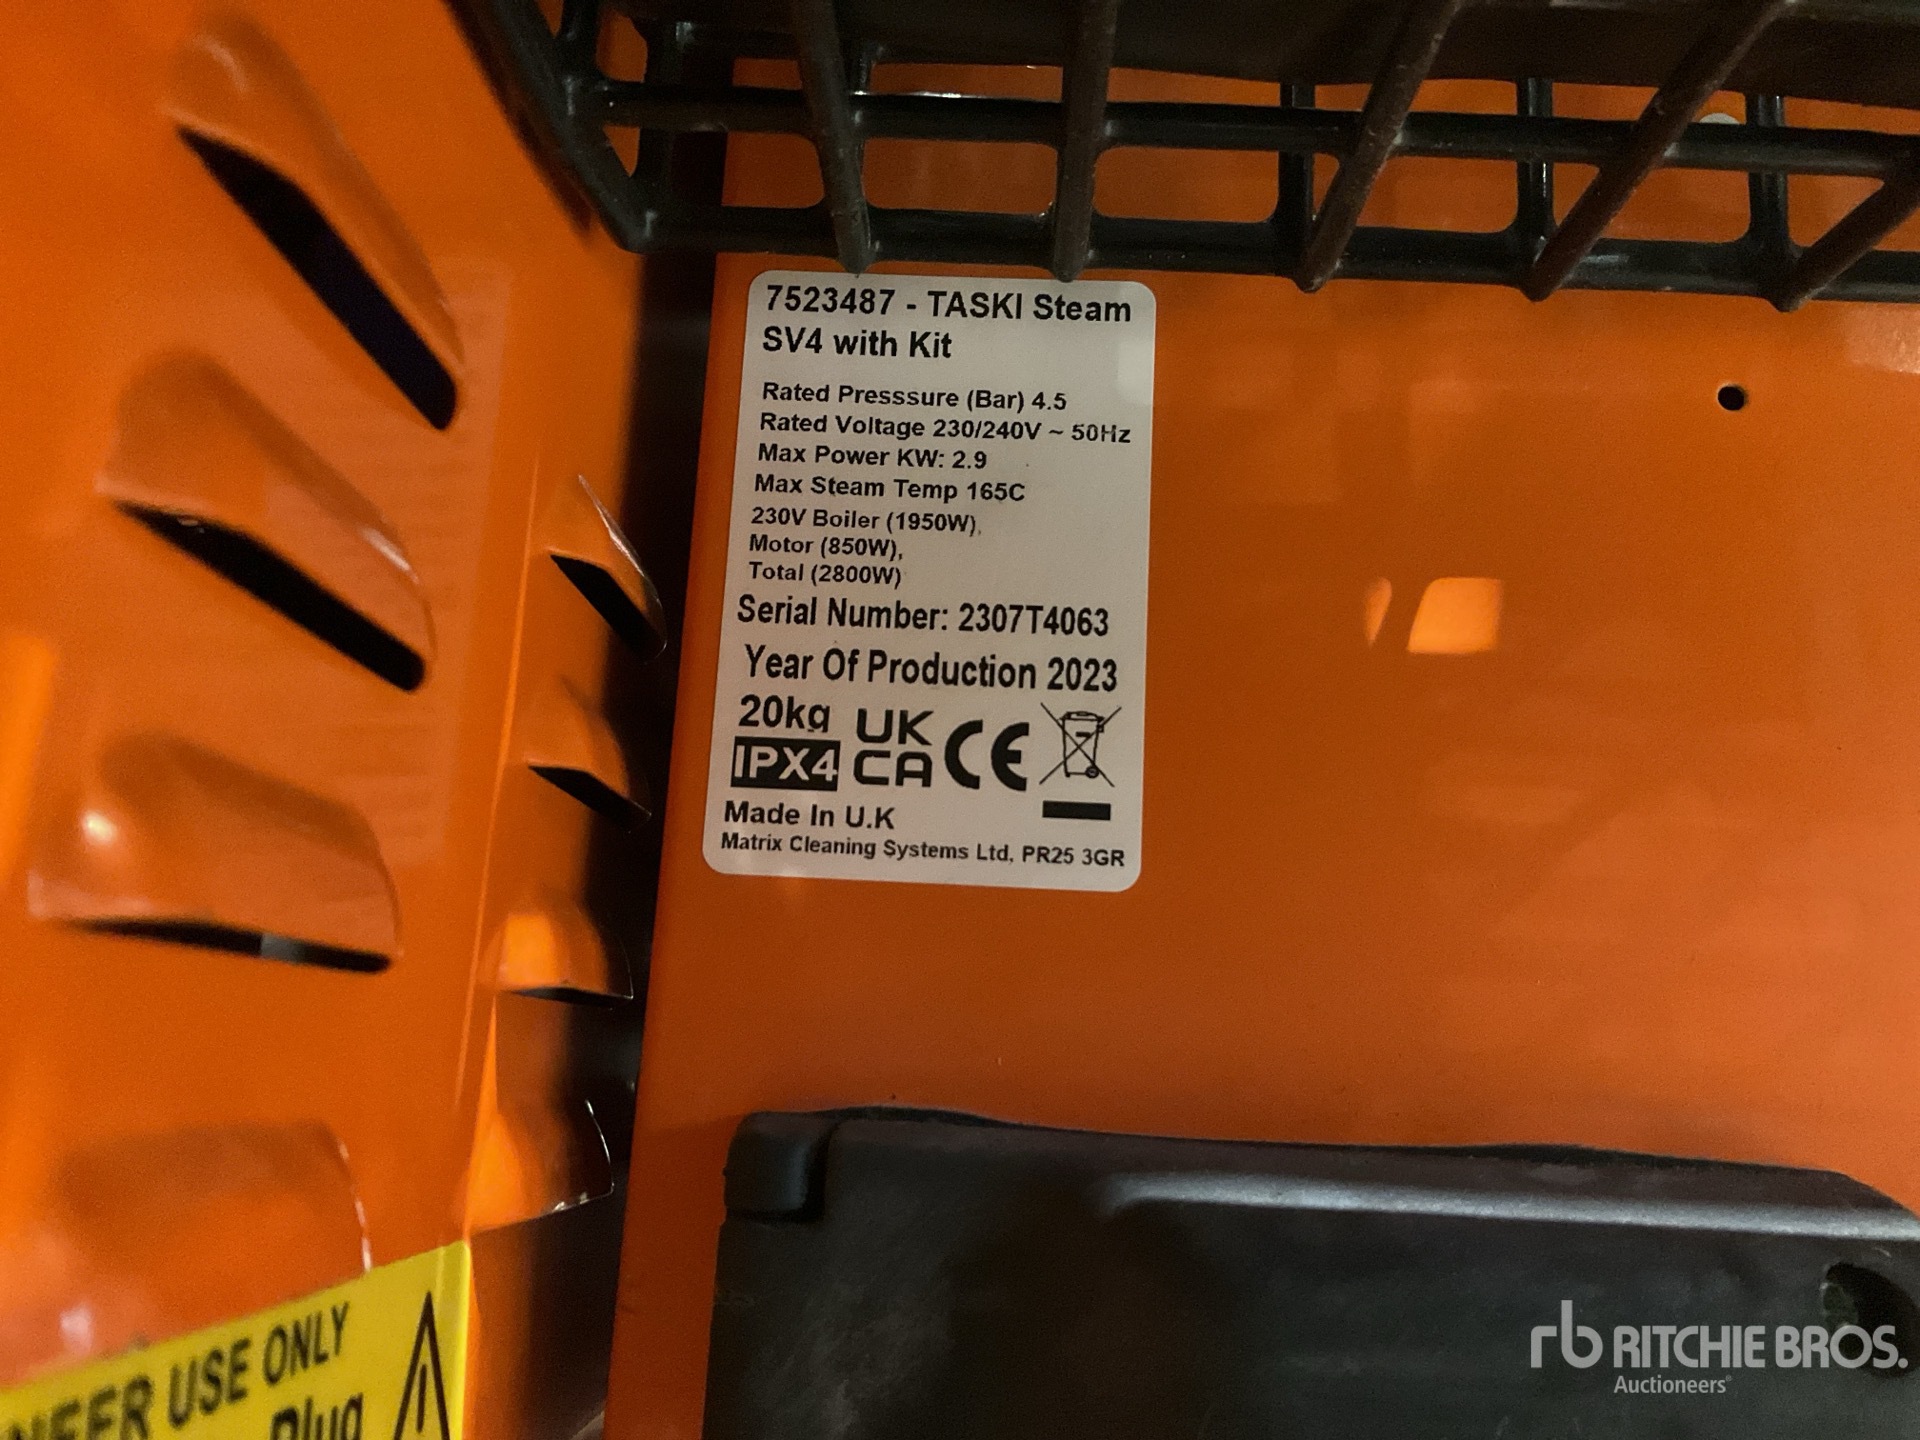 7523487 - TASKI Steam
SV4 with Kit
Rated Presssure (Bar) 4.5
Rated Voltage 230/240V ~ 50Hz
Max Power KW: 2.9
Max Steam Temp 165C
230V Boiler (1950W),
Motor (850W),
Total (2800W)
Serial Number: 2307T4063
Year Of Production 2023
20kg
IPX4
UK
CA
CE
Made In U.K
Matrix Cleaning Systems Ltd, PR25 3GR
USE ONLY
Plug
rb RITCHIE BROS.
Auctioneers